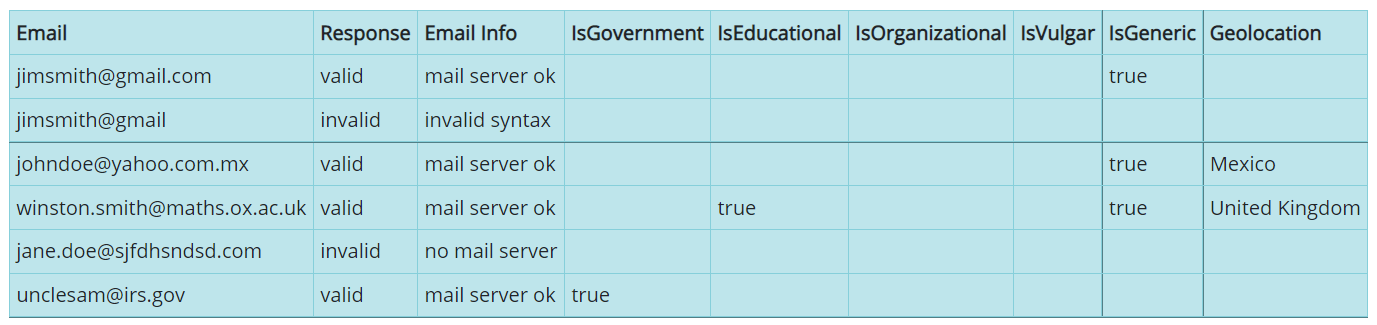 Email Response Email Info IsGovernment IsEducational IsOrganizational IsVulgar IsGeneric Geolocation
jimsmith@gmail.com valid mail server ok true
jimsmith@gmail invalid invalid syntax
johndoe@yahoo.com.mx valid mail server ok true Mexico
winston.smith@maths.ox.ac.uk valid mail server ok true true United Kingdom
jane.doe@sjfdhsndsd.com invalid no mail server
unclesam@irs.gov valid mail server ok true